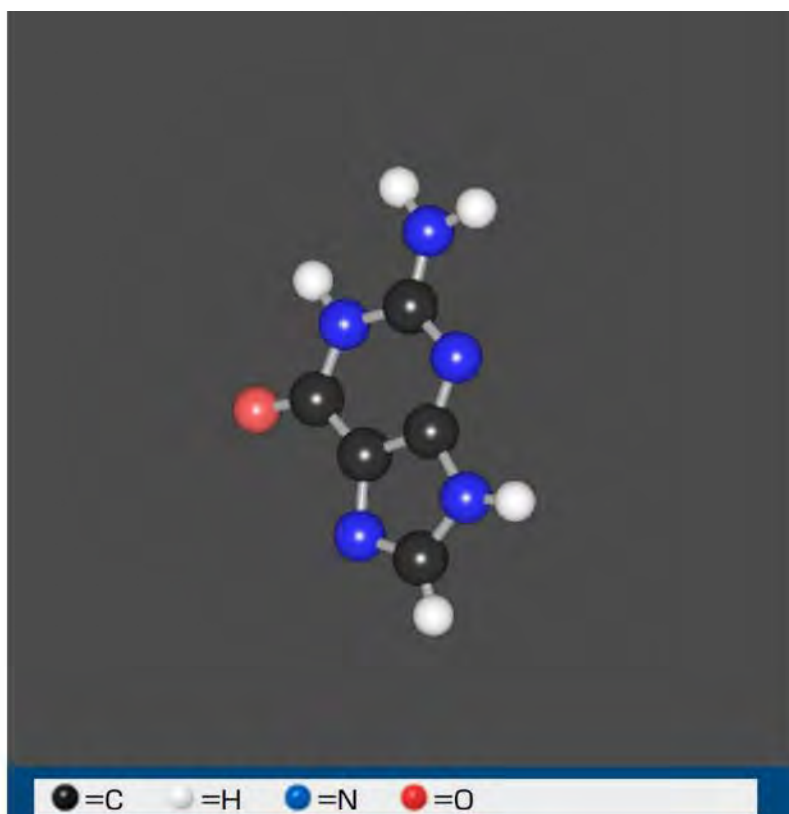 =C =H =N =O